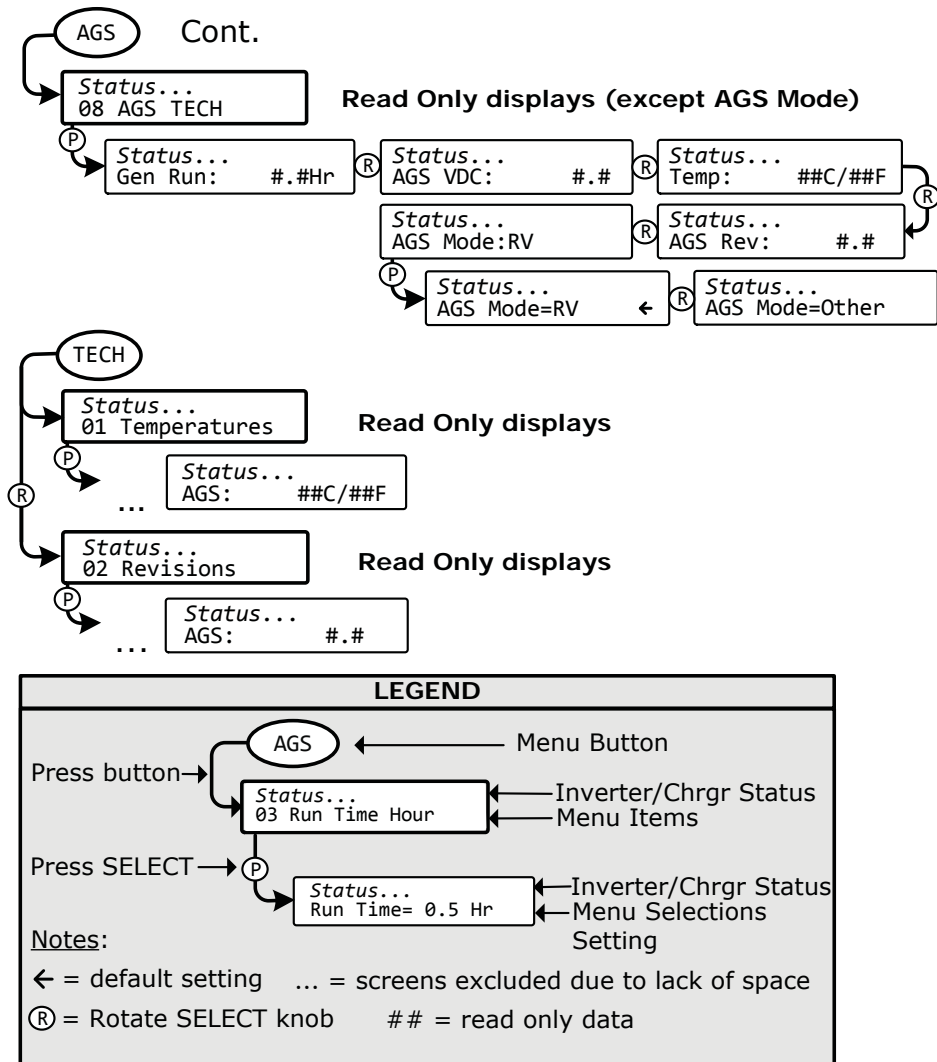 AGS Cont.
Status...
08 AGS TECH
Read Only displays (except AGS Mode)
P
Status...
Gen Run: #.#Hr
R
Status...
AGS VDC: #.#
R
Status...
Temp: ##C/##F
R
Status...
AGS Mode:RV
R
Status...
AGS Rev: #.#
P
Status...
AGS Mode=RV ←
R
Status...
AGS Mode=Other
TECH
Status...
01 Temperatures
Read Only displays
P
...
Status...
AGS: ##C/##F
R
Status...
02 Revisions
Read Only displays
P
...
Status...
AGS: #.#
LEGEND
AGS
Menu Button
Press button
Status...
03 Run Time Hour
Inverter/Chrgr Status
Menu Items
Press SELECT
P
Status...
Run Time= 0.5 Hr
Inverter/Chrgr Status
Menu Selections
Setting
Notes:
← = default setting ... = screens excluded due to lack of space
R = Rotate SELECT knob ## = read only data